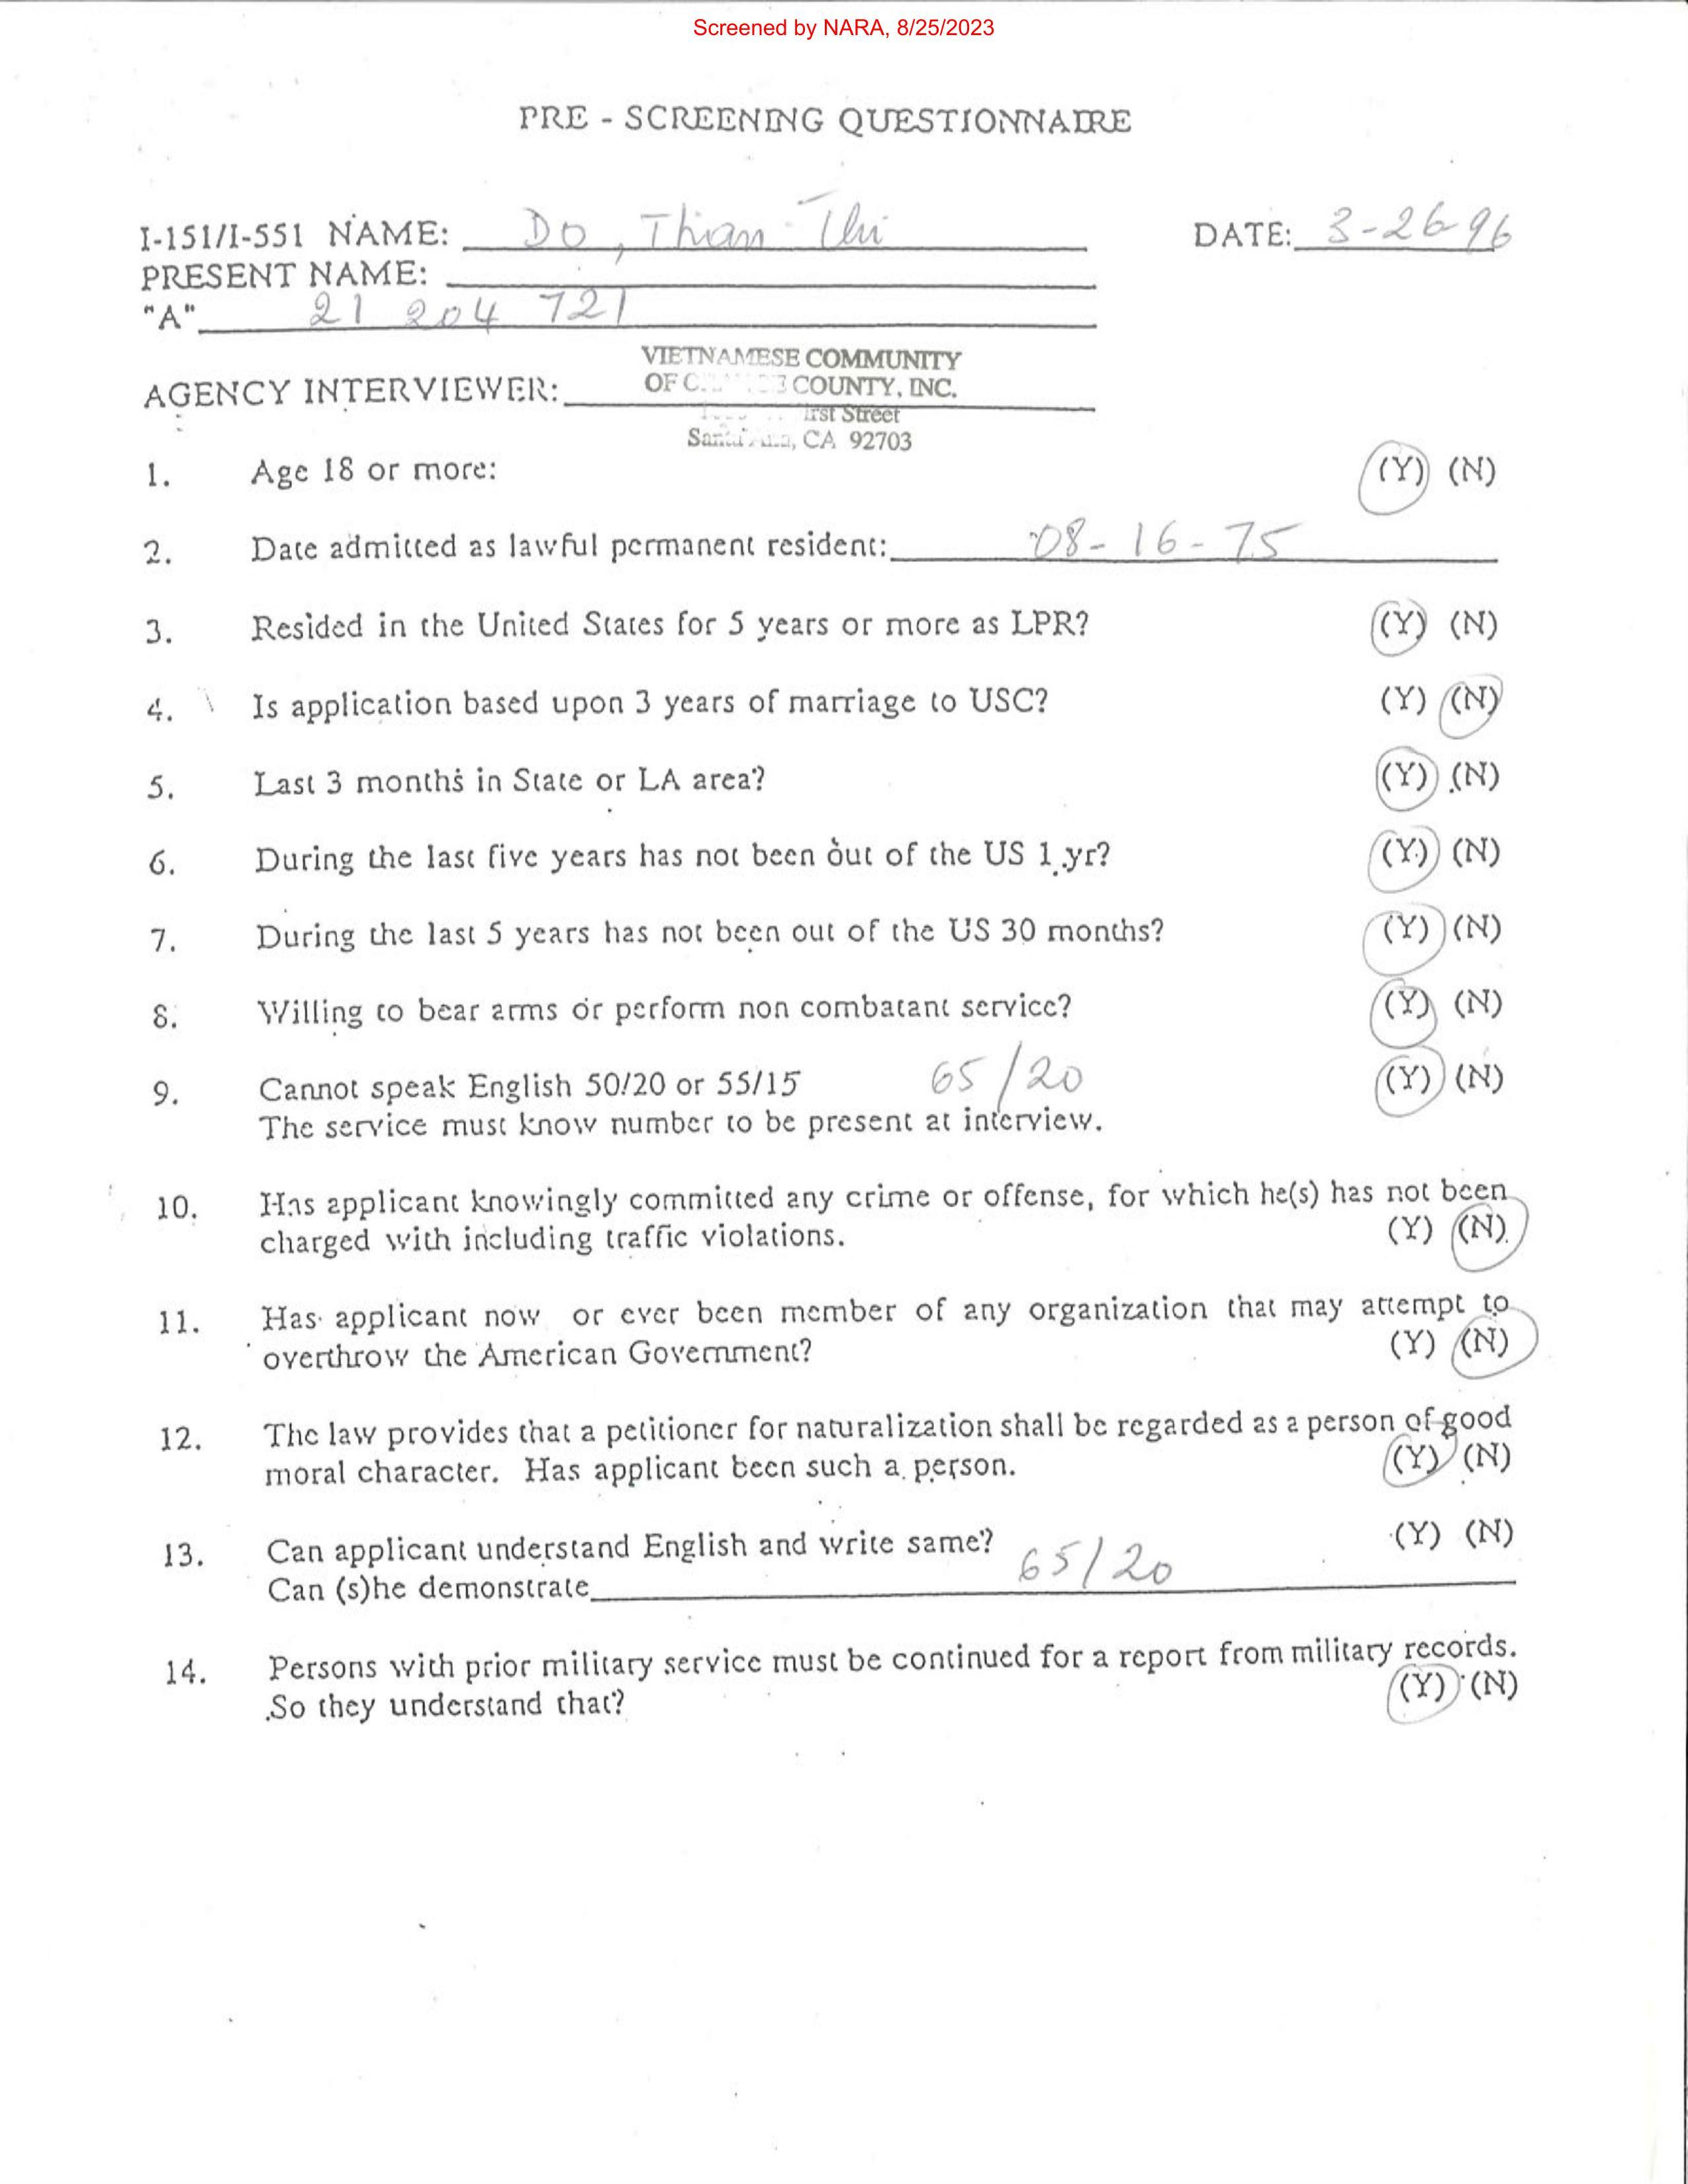 Screened by NARA, 8/25/2023
PRE - SCREENING QUESTIONNAIRE
I-151/I-551 NAME: Do, Than Thi DATE: 3-26-96
PRESENT NAME:
"A" 21 204 721
VIETNAMESE COMMUNITY
OF COUNTY, INC.
AGENCY INTERVIEWER:
Street
Santa Ana, CA 92703
1. Age 18 or more: (Y) (N)
2. Date admitted as lawful permanent resident: 08-16-75
3. Resided in the United States for 5 years or more as LPR? (Y) (N)
4. Is application based upon 3 years of marriage to USC? (Y) (N)
5. Last 3 months in State or LA area? (Y) (N)
6. During the last five years has not been out of the US 1 yr? (Y) (N)
7. During the last 5 years has not been out of the US 30 months? (Y) (N)
8. Willing to bear arms or perform non combatant service? (Y) (N)
9. Cannot speak English 50/20 or 55/15 65/20 (Y) (N)
The service must know number to be present at interview.
10. Has applicant knowingly committed any crime or offense, for which he(s) has not been
charged with including traffic violations. (Y) (N)
11. Has applicant now or ever been member of any organization that may attempt to
overthrow the American Government? (Y) (N)
12. The law provides that a petitioner for naturalization shall be regarded as a person of good
moral character. Has applicant been such a person. (Y) (N)
13. Can applicant understand English and write same? (Y) (N)
Can (s)he demonstrate 65/20
14. Persons with prior military service must be continued for a report from military records.
So they understand that? (Y) (N)